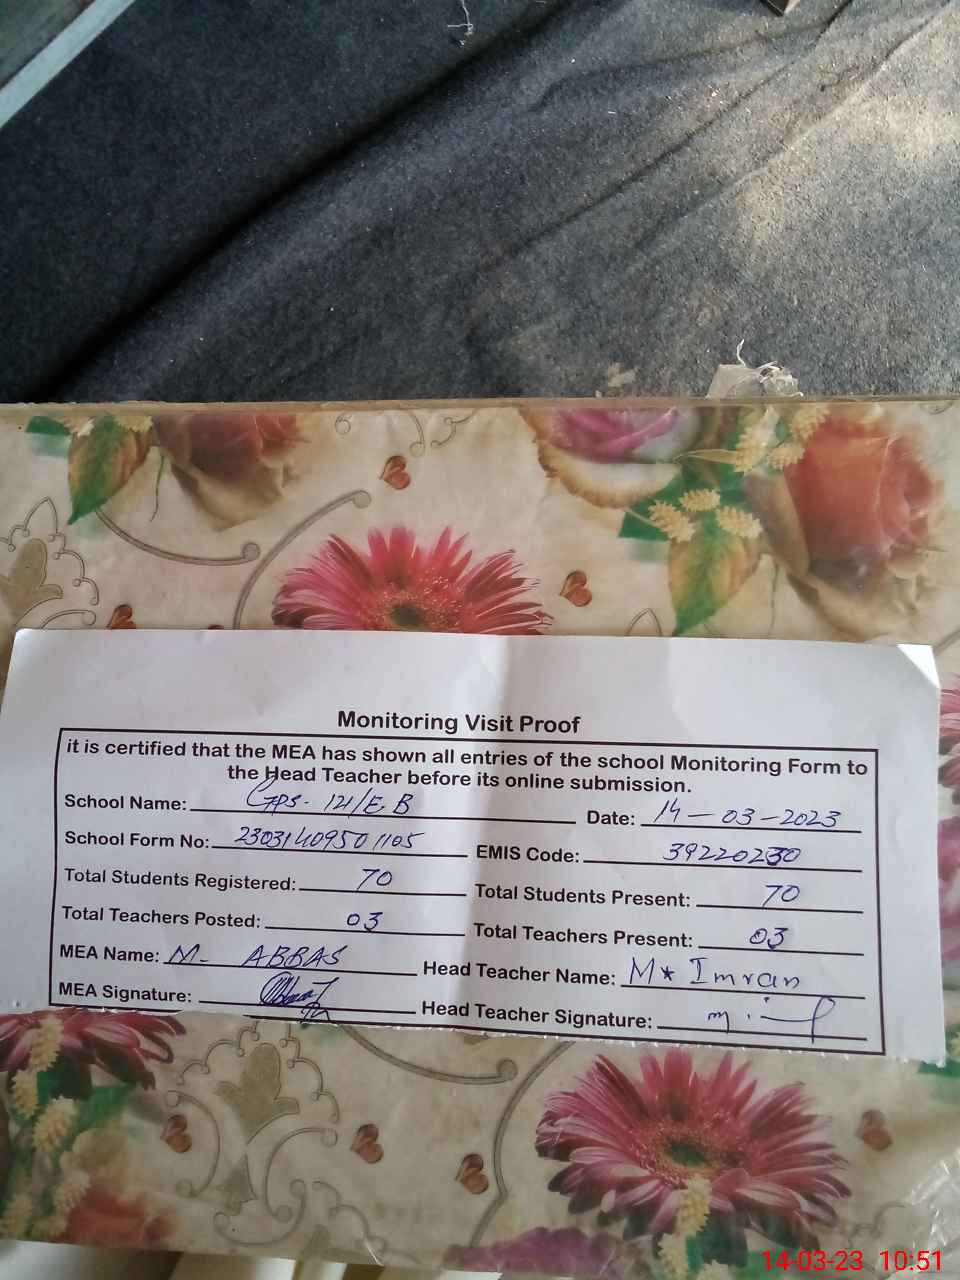 Monitoring Visit Proof
it is certified that the MEA has shown all entries of the school Monitoring Form to
the Head Teacher before its online submission.
School Name: GPS. 121/E.B Date: 14-03-2023
School Form No: 23031409501105 EMIS Code: 39220230
Total Students Registered: 70 Total Students Present: 70
Total Teachers Posted: 03 Total Teachers Present: 03
MEA Name: M. ABBAS Head Teacher Name: M* Imran
MEA Signature: Head Teacher Signature:
14-03-23 10:51